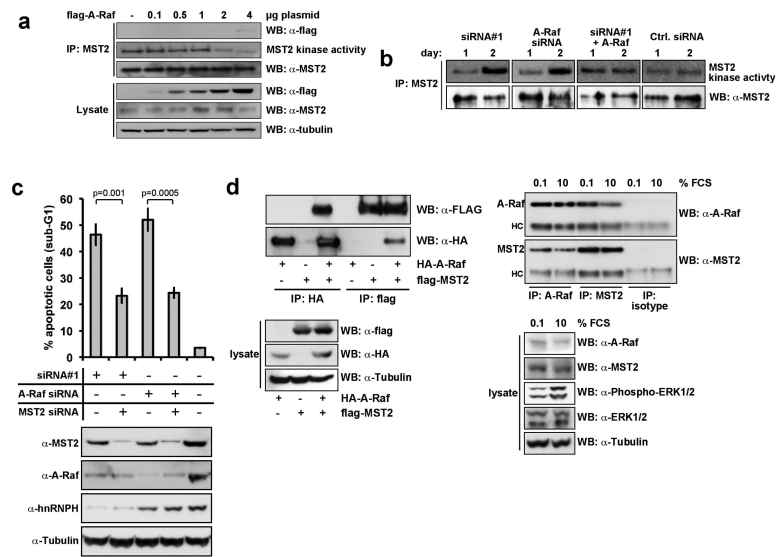 a
flag-A-Raf - 0.1 0.5 1 2 4 µg plasmid
WB: α-flag
IP: MST2 MST2 kinase activity
WB: α-MST2
WB: α-flag
Lysate WB: α-MST2
WB: α-tubulin
b
siRNA#1 A-Raf siRNA siRNA#1 + A-Raf Ctrl. siRNA
day: 1 2 1 2 1 2 1 2
IP: MST2
MST2 kinase activity
WB: α-MST2
c
p=0.001 p=0.0005
% apoptotic cells (sub-G1)
60
50
40
30
20
10
0
siRNA#1 + + - - -
A-Raf siRNA - - + + -
MST2 siRNA - + - + -
α-MST2
α-A-Raf
α-hnRNPH
α-Tubulin
d
WB: α-FLAG
WB: α-HA
+ - + + - + HA-A-Raf
- + + - + + flag-MST2
IP: HA IP: flag
WB: α-flag
lysate WB: α-HA
WB: α-Tubulin
+ - + HA-A-Raf
- + + flag-MST2
0.1 10 0.1 10 0.1 10 % FCS
A-Raf
HC
WB: α-A-Raf
MST2
HC
WB: α-MST2
IP: A-Raf IP: MST2 IP: isotype
0.1 10 % FCS
WB: α-A-Raf
WB: α-MST2
lysate WB: α-Phospho-ERK1/2
WB: α-ERK1/2
WB: α-Tubulin